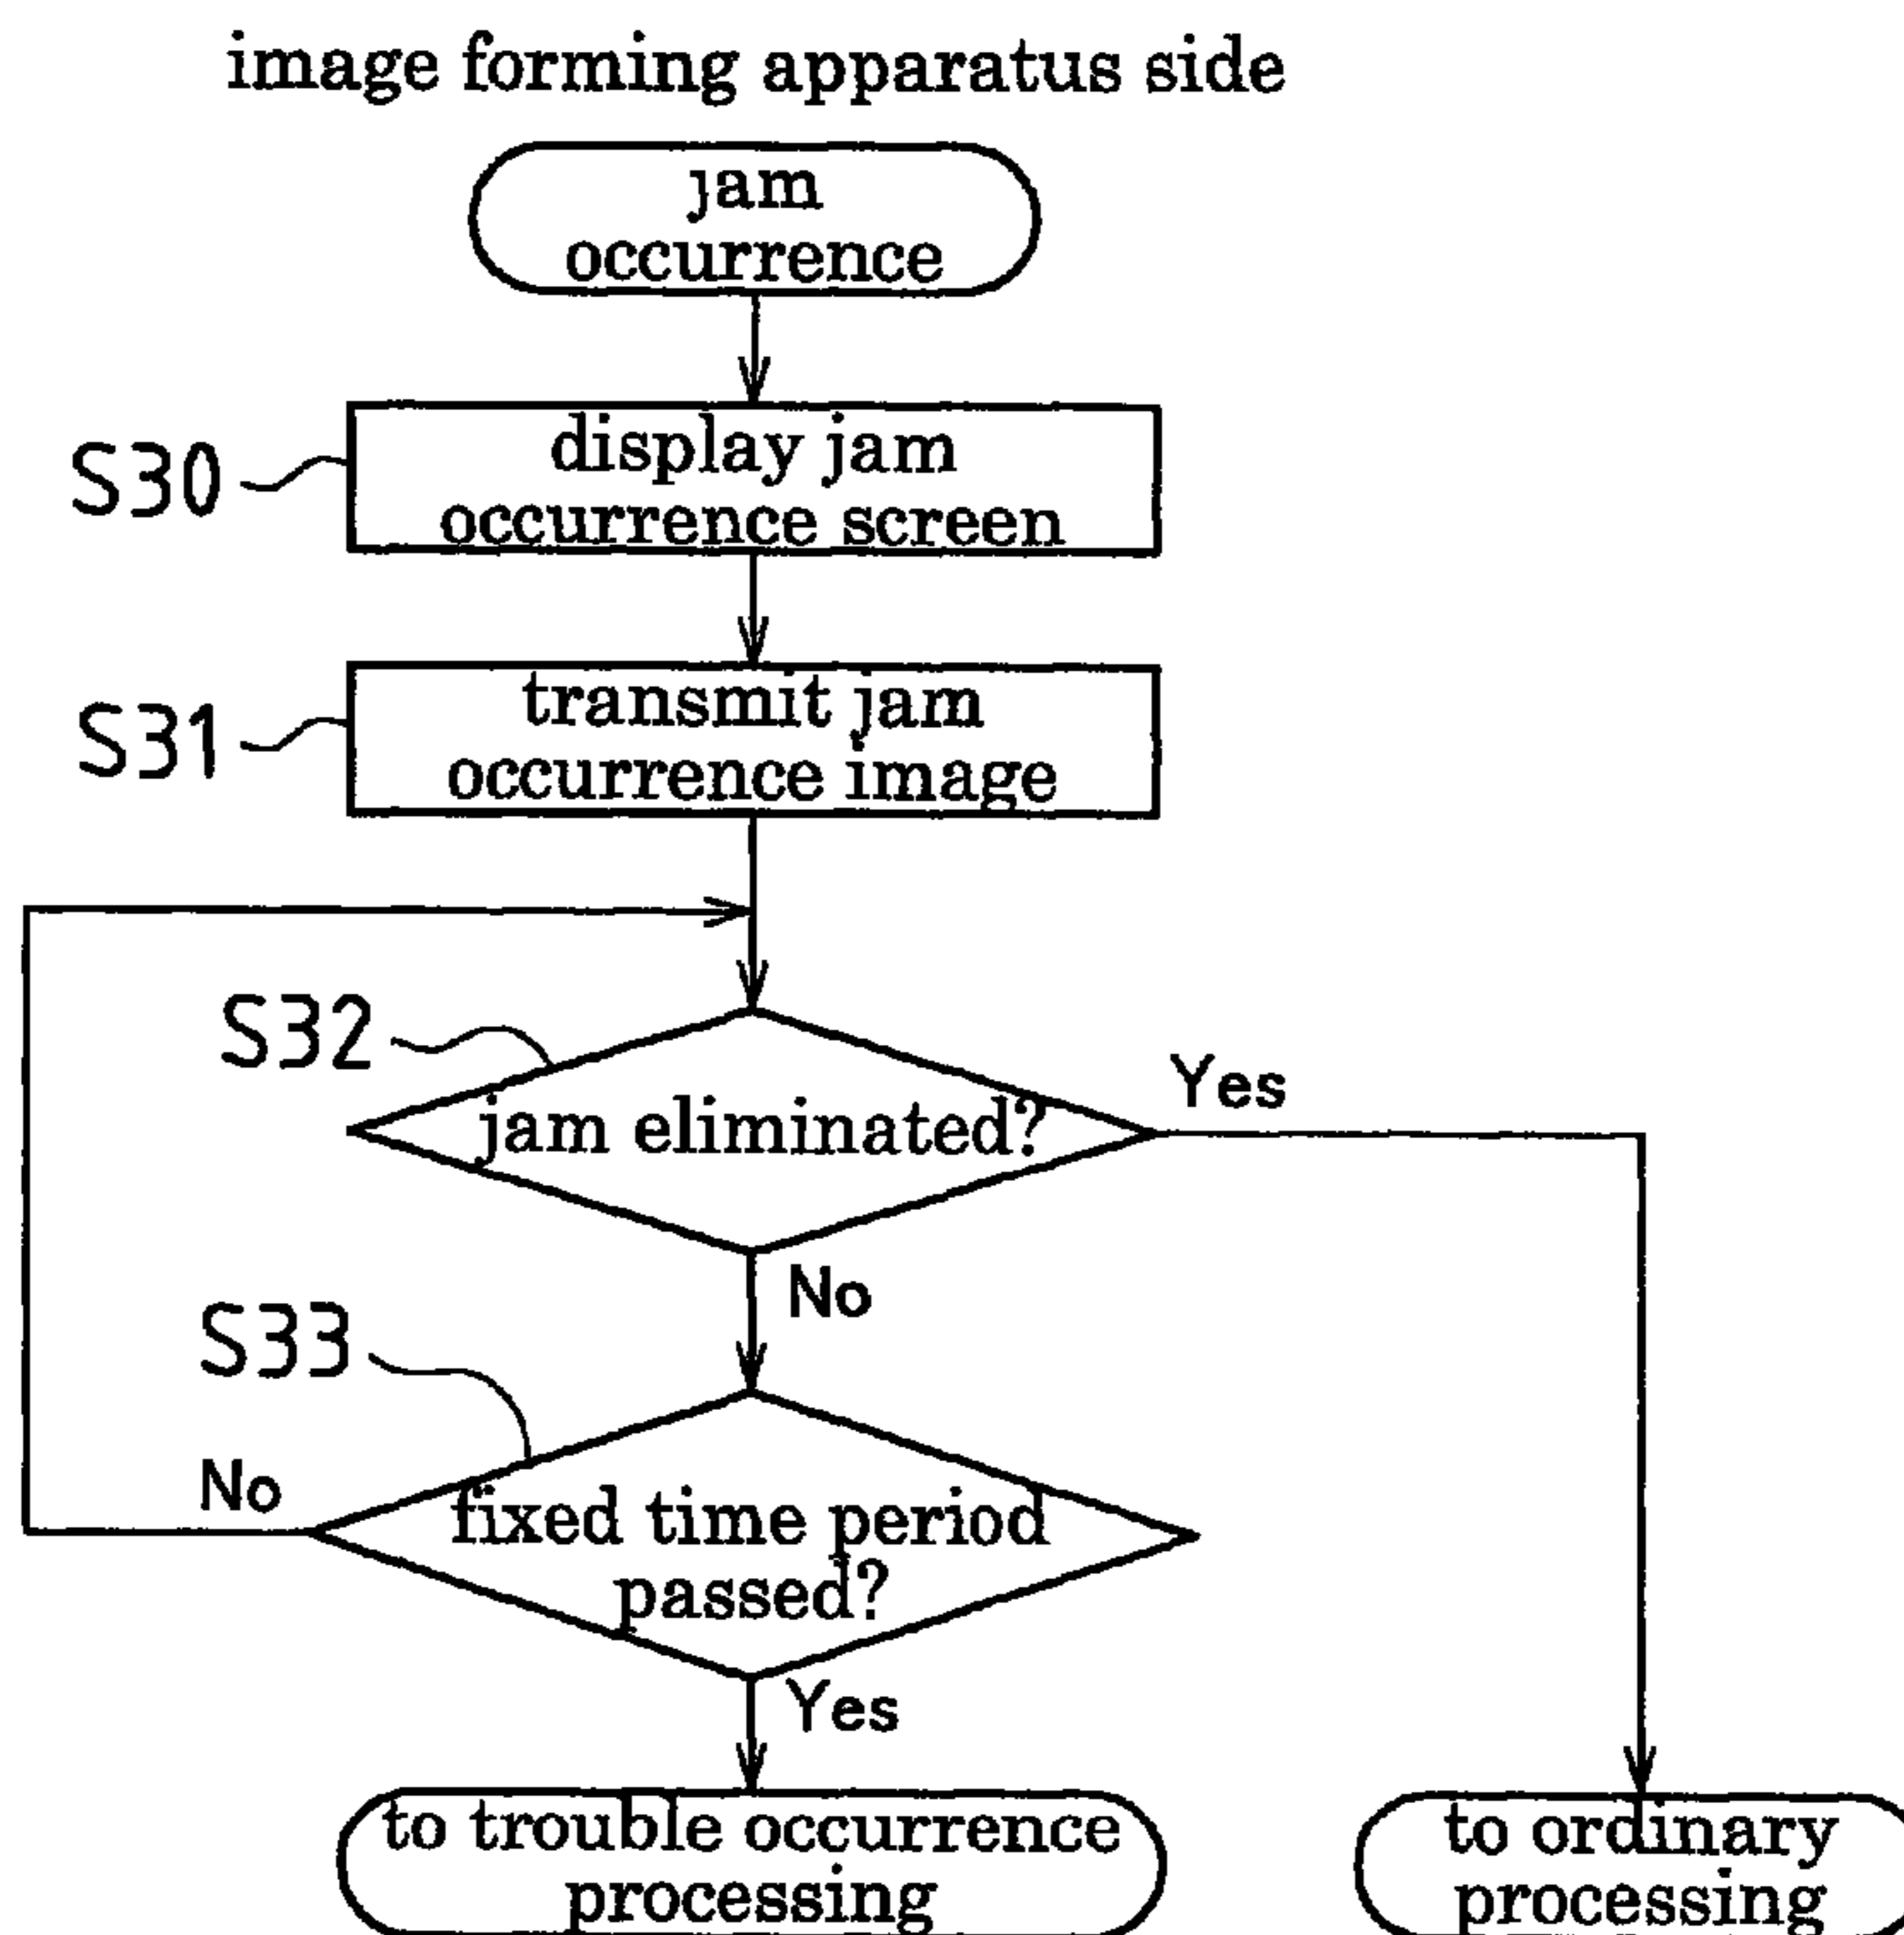 image forming apparatus side
jam
occurrence
S30
display jam
occurrence screen
S31
transmit jam
occurrence image
S32
jam eliminated?
Yes
No
S33
No
fixed time period
passed?
Yes
to trouble occurrence
processing
to ordinary
processing